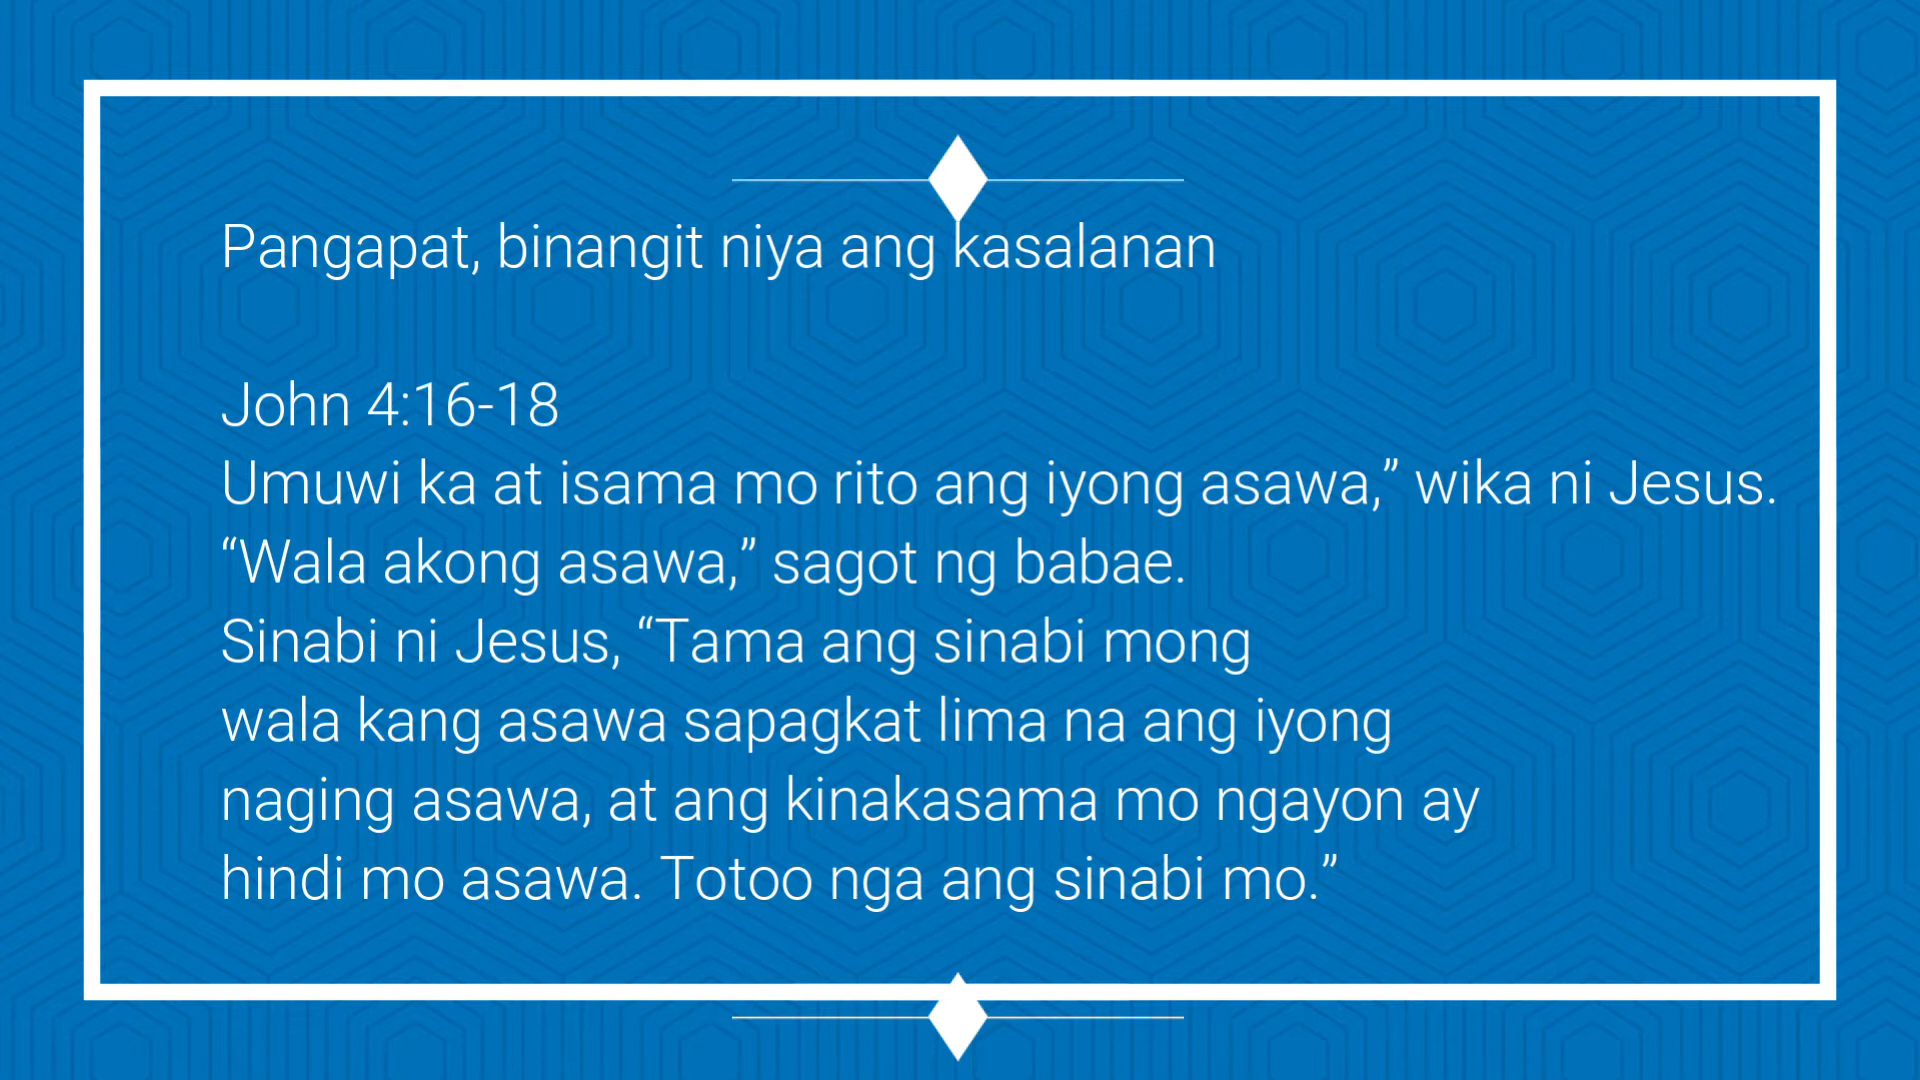 Pangapat, binangit niya ang kasalanan
John 4:16-18
Umuwi ka at isama mo rito ang iyong asawa,” wika ni Jesus.
“Wala akong asawa,” sagot ng babae.
Sinabi ni Jesus, “Tama ang sinabi mong
wala kang asawa sapagkat lima na ang iyong
naging asawa, at ang kinakasama mo ngayon ay
hindi mo asawa. Totoo nga ang sinabi mo.”